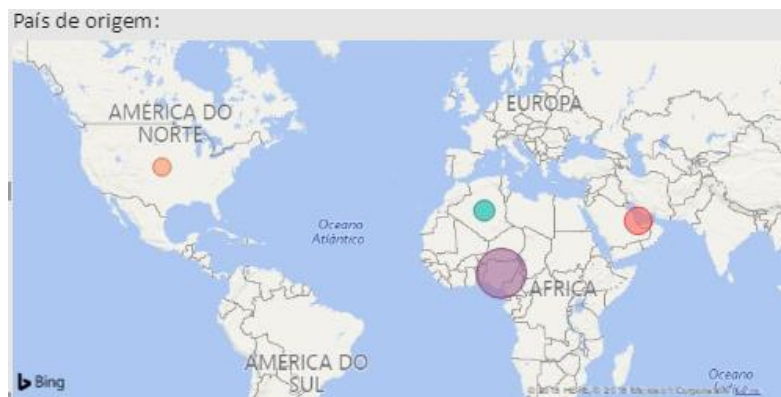 País de origem:
AMÉRICA DO
NORTE
EUROPA
Oceano
Atlântico
ÁFRICA
AMÉRICA DO
SUL
Oceano
Bing